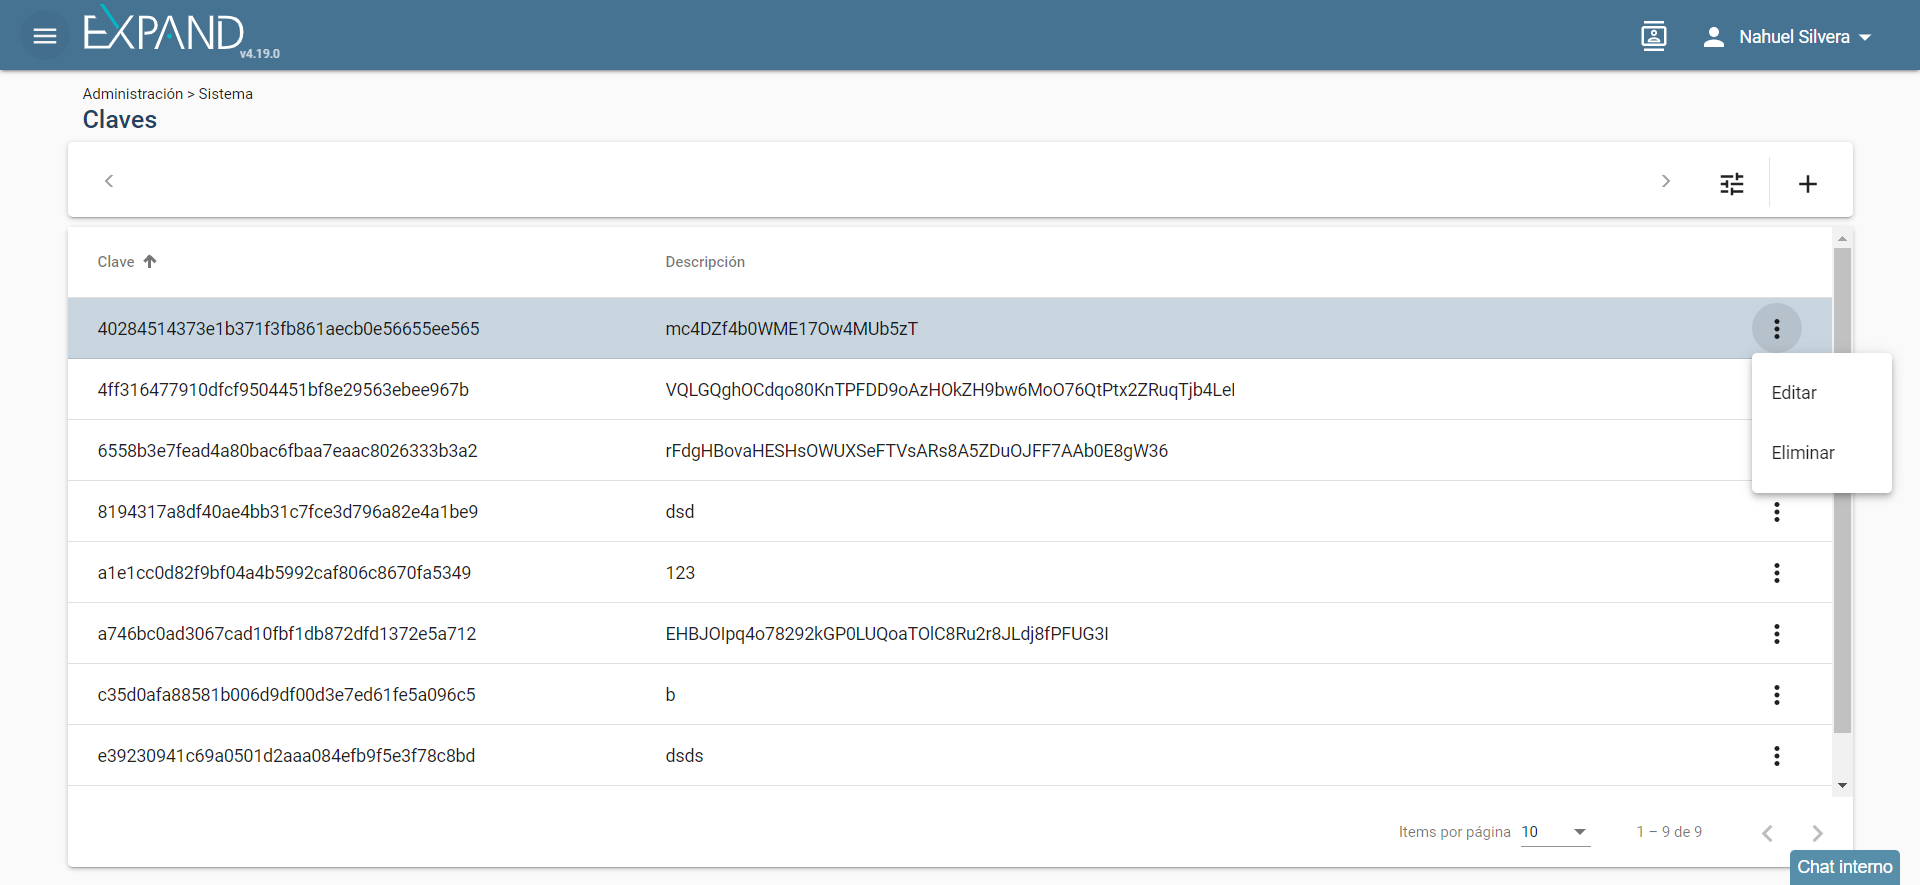 EXPAND
v4.19.0
Nahuel Silvera
Administración > Sistema
Claves
Clave
Descripción
40284514373e1b371f3fb861aecb0e56655ee565
mc4DZf4b0WME17Ow4MUb5zT
4ff316477910dfcf9504451bf8e29563ebee967b
VQLGQghOCdqo80KnTPFDD9oAzHOkZH9bw6MoO76QtPtx2ZRuqTjb4Lel
6558b3e7fead4a80bac6fbaa7eaac8026333b3a2
rFdgHBovaHESHsOWUXSeFTVsARs8A5ZDuOJFF7AAb0E8gW36
Editar
Eliminar
8194317a8df40ae4bb31c7fce3d796a82e4a1be9
dsd
a1e1cc0d82f9bf04a4b5992caf806c8670fa5349
123
a746bc0ad3067cad10fbf1db872dfd1372e5a712
EHBJOIpq4o78292kGP0LUQoaTOlC8Ru2r8JLdj8fPFUG3I
c35d0afa88581b006d9df00d3e7ed61fe5a096c5
b
e39230941c69a0501d2aaa084efb9f5e3f78c8bd
dsds
Items por página 10
1 – 9 de 9
Chat interno